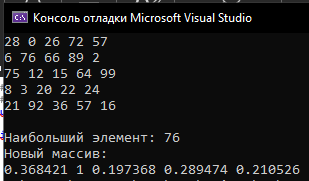 Консоль отладки Microsoft Visual Studio
28 0 26 72 57
6 76 66 89 2
75 12 15 64 99
8 3 20 22 24
21 92 36 57 16
Наибольший элемент: 76
Новый массив:
0.368421 1 0.197368 0.289474 0.210526